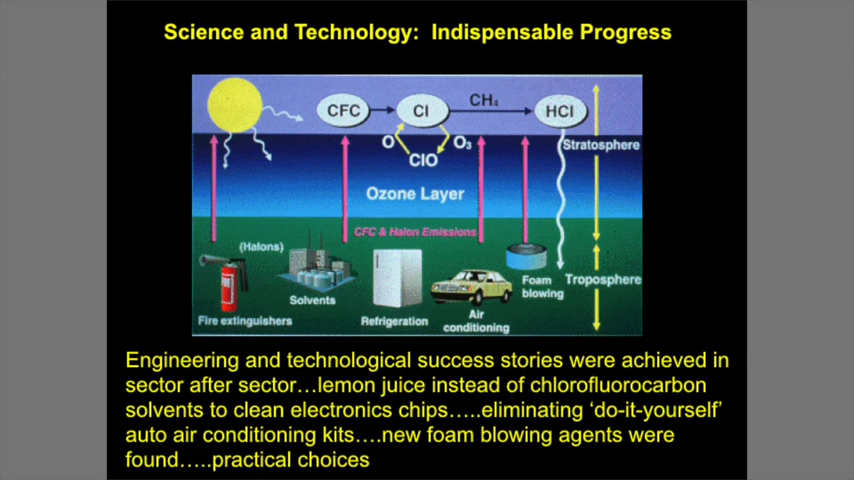 Science and Technology:  Indispensable Progress
CFC
Cl
CH₄
HCl
Stratosphere
O
O₃
ClO
Ozone Layer
CFC & Halon Emissions
(Halons)
Solvents
Foam
blowing
Troposphere
Fire extinguishers
Refrigeration
Air
conditioning
Engineering and technological success stories were achieved in
sector after sector…lemon juice instead of chlorofluorocarbon
solvents to clean electronics chips…..eliminating ‘do-it-yourself’
auto air conditioning kits….new foam blowing agents were
found…..practical choices